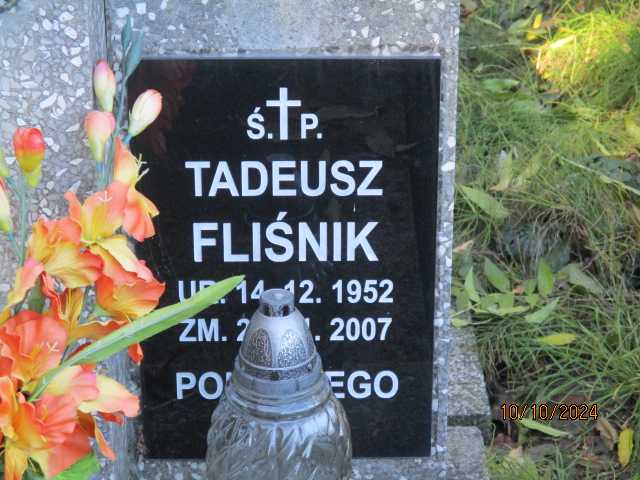 Ś. P.
TADEUSZ
FLIŚNIK
UR. 14. 12. 1952
ZM. 2007
10/10/2024